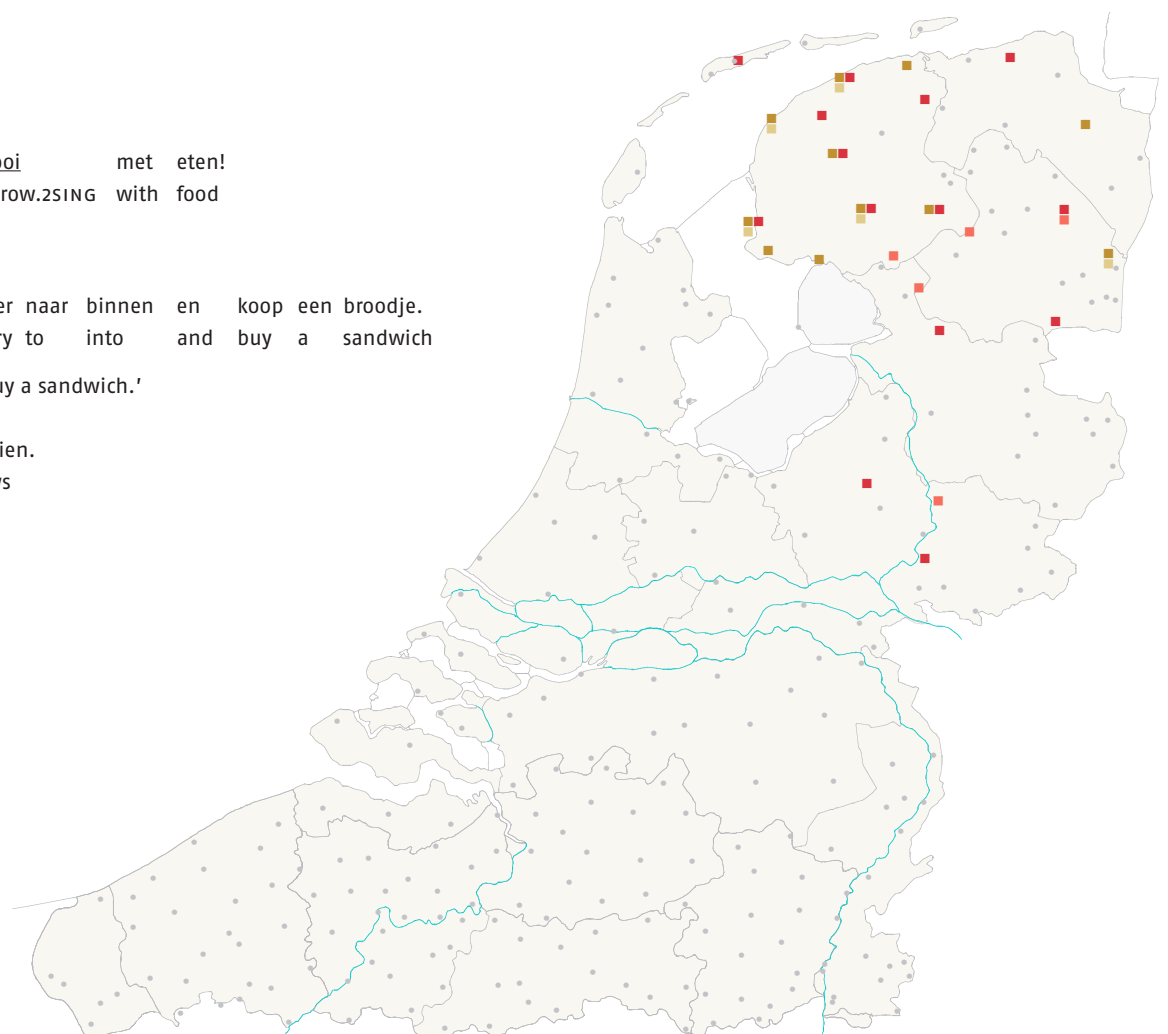 ooi met eten!
row.2SING with food
er naar binnen en koop een broodje.
ry to into and buy a sandwich
uy a sandwich.'
ien.
ws